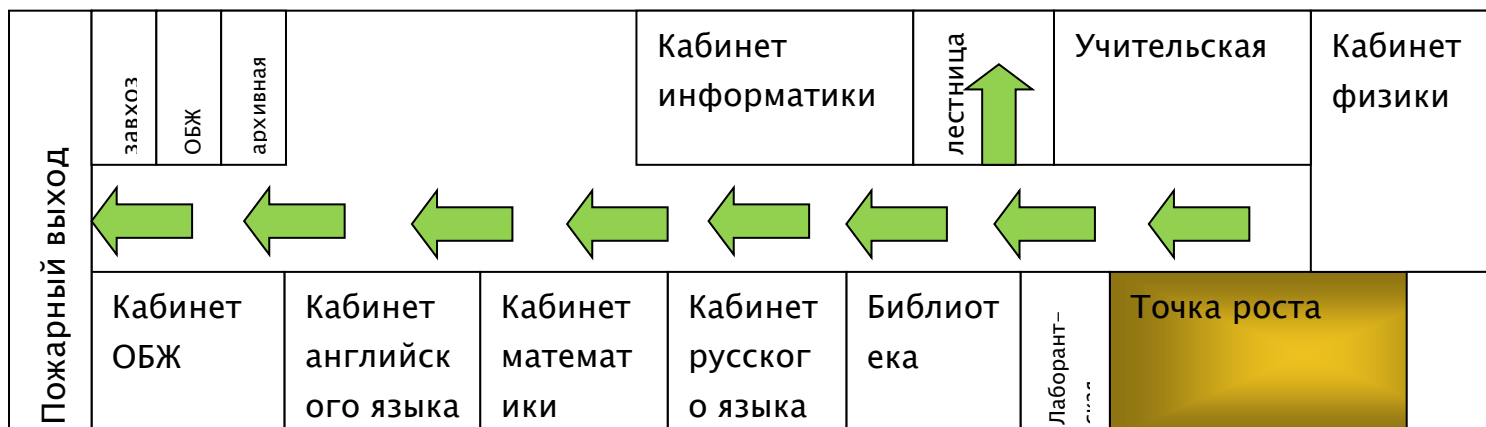 Пожарный выход
завхоз
ОБЖ
архивная
Кабинет
информатики
лестница
Учительская
Кабинет
физики
Кабинет
ОБЖ
Кабинет
английск
ого языка
Кабинет
математ
ики
Кабинет
русског
о языка
Библиот
ека
Лаборант-
ская
Точка роста